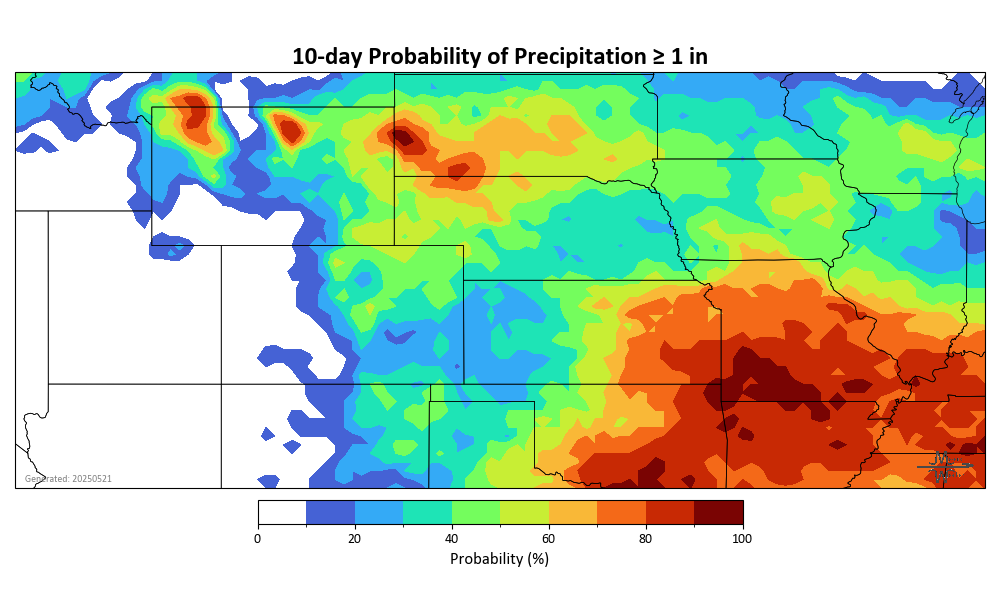 10-day Probability of Precipitation ≥ 1 in
Generated: 20250521
0 20 40 60 80 100
Probability (%)